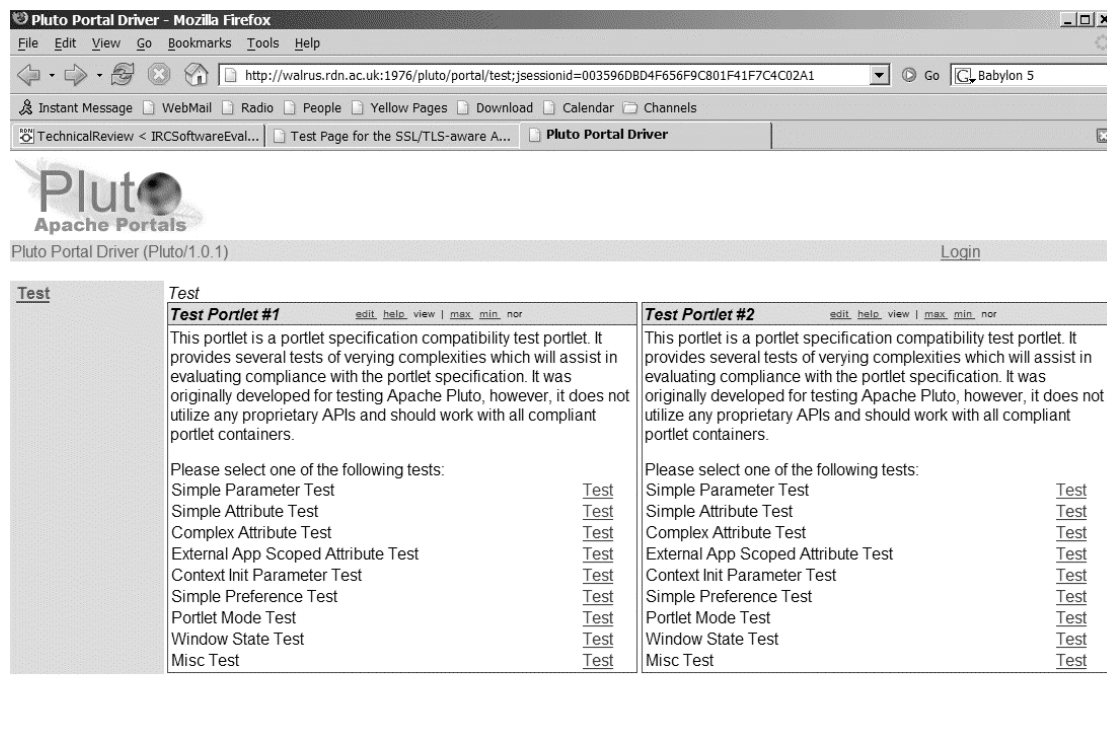 Pluto Portal Driver - Mozilla Firefox
File Edit View Go Bookmarks Tools Help
http://walrus.rdn.ac.uk:1976/pluto/portal/test;jsessionid=003596DBD4F656F9C801F41F7C4C02A1 Go Babylon 5
Instant Message WebMail Radio People Yellow Pages Download Calendar Channels
TechnicalReview < IRCSoftwareEval... Test Page for the SSL/TLS-aware A... Pluto Portal Driver
Pluto
Apache Portals
Pluto Portal Driver (Pluto/1.0.1) Login
Test
Test
Test Portlet #1 edit help view | max min nor
This portlet is a portlet specification compatibility test portlet. It
provides several tests of verying complexities which will assist in
evaluating compliance with the portlet specification. It was
originally developed for testing Apache Pluto, however, it does not
utilize any proprietary APIs and should work with all compliant
portlet containers.
Please select one of the following tests:
Simple Parameter Test Test
Simple Attribute Test Test
Complex Attribute Test Test
External App Scoped Attribute Test Test
Context Init Parameter Test Test
Simple Preference Test Test
Portlet Mode Test Test
Window State Test Test
Misc Test Test
Test Portlet #2 edit help view | max min nor
This portlet is a portlet specification compatibility test portlet. It
provides several tests of verying complexities which will assist in
evaluating compliance with the portlet specification. It was
originally developed for testing Apache Pluto, however, it does not
utilize any proprietary APIs and should work with all compliant
portlet containers.
Please select one of the following tests:
Simple Parameter Test Test
Simple Attribute Test Test
Complex Attribute Test Test
External App Scoped Attribute Test Test
Context Init Parameter Test Test
Simple Preference Test Test
Portlet Mode Test Test
Window State Test Test
Misc Test Test